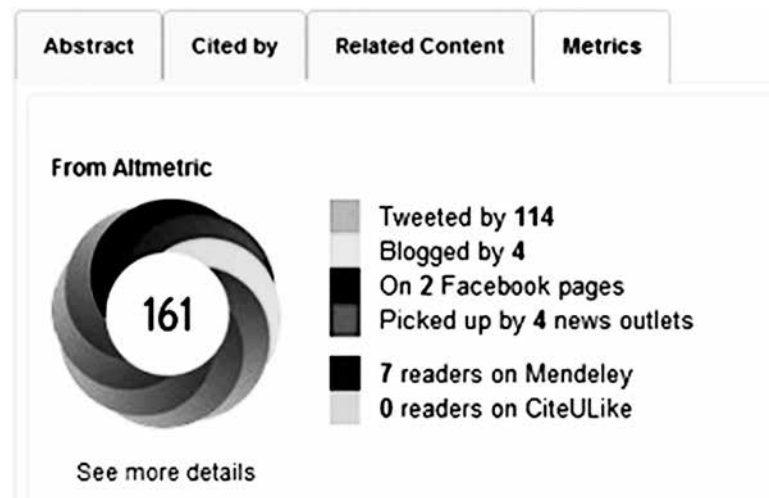 Abstract Cited by Related Content Metrics
From Altmetric
161
Tweeted by 114
Blogged by 4
On 2 Facebook pages
Picked up by 4 news outlets
7 readers on Mendeley
0 readers on CiteULike
See more details